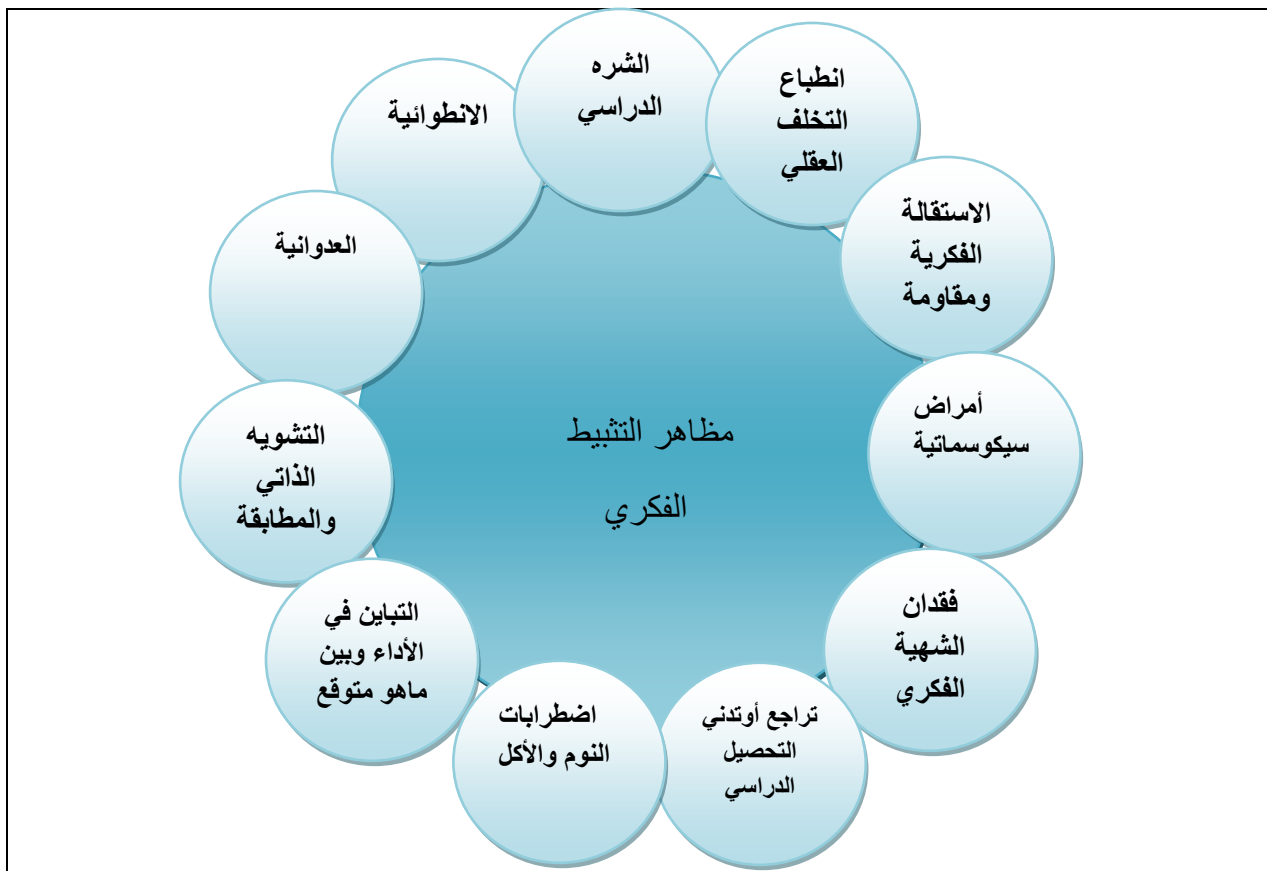 الشره
الدراسي
انطباع
التخلف
العقلي
الاستقالة
الفكرية
ومقاومة
أمراض
سيكوسماتية
فقدان
الشهية
الفكري
تراجع أوتدني
التحصيل
الدراسي
اضطرابات
النوم والأكل
التباين في
الأداء وبين
ماهو متوقع
التشويه
الذاتي
والمطابقة
العدوانية
الانطوائية
مظاهر التثبيط
الفكري